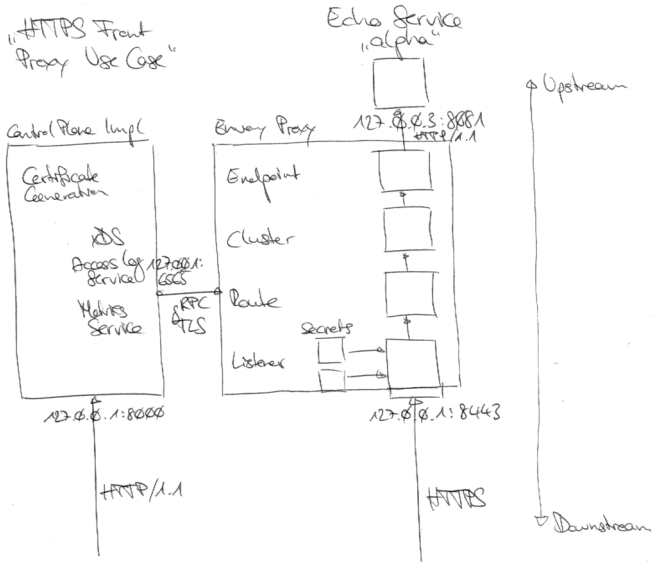 „HTTPS Front
Proxy Use Case“
Echo Service
„alpha“
Upstream
Control Plane Impl
Envoy Proxy
127.0.0.3:8081
HTTP/1.1
Certificate
Generation
Endpoint
xDS
Cluster
Access Log
Service
127.0.0.1:
6565
Metrics
Service
gRPC
TLS
Route
secrets
Listener
127.0.0.1:8000
127.0.0.1:8443
HTTP/1.1
HTTPS
Downstream